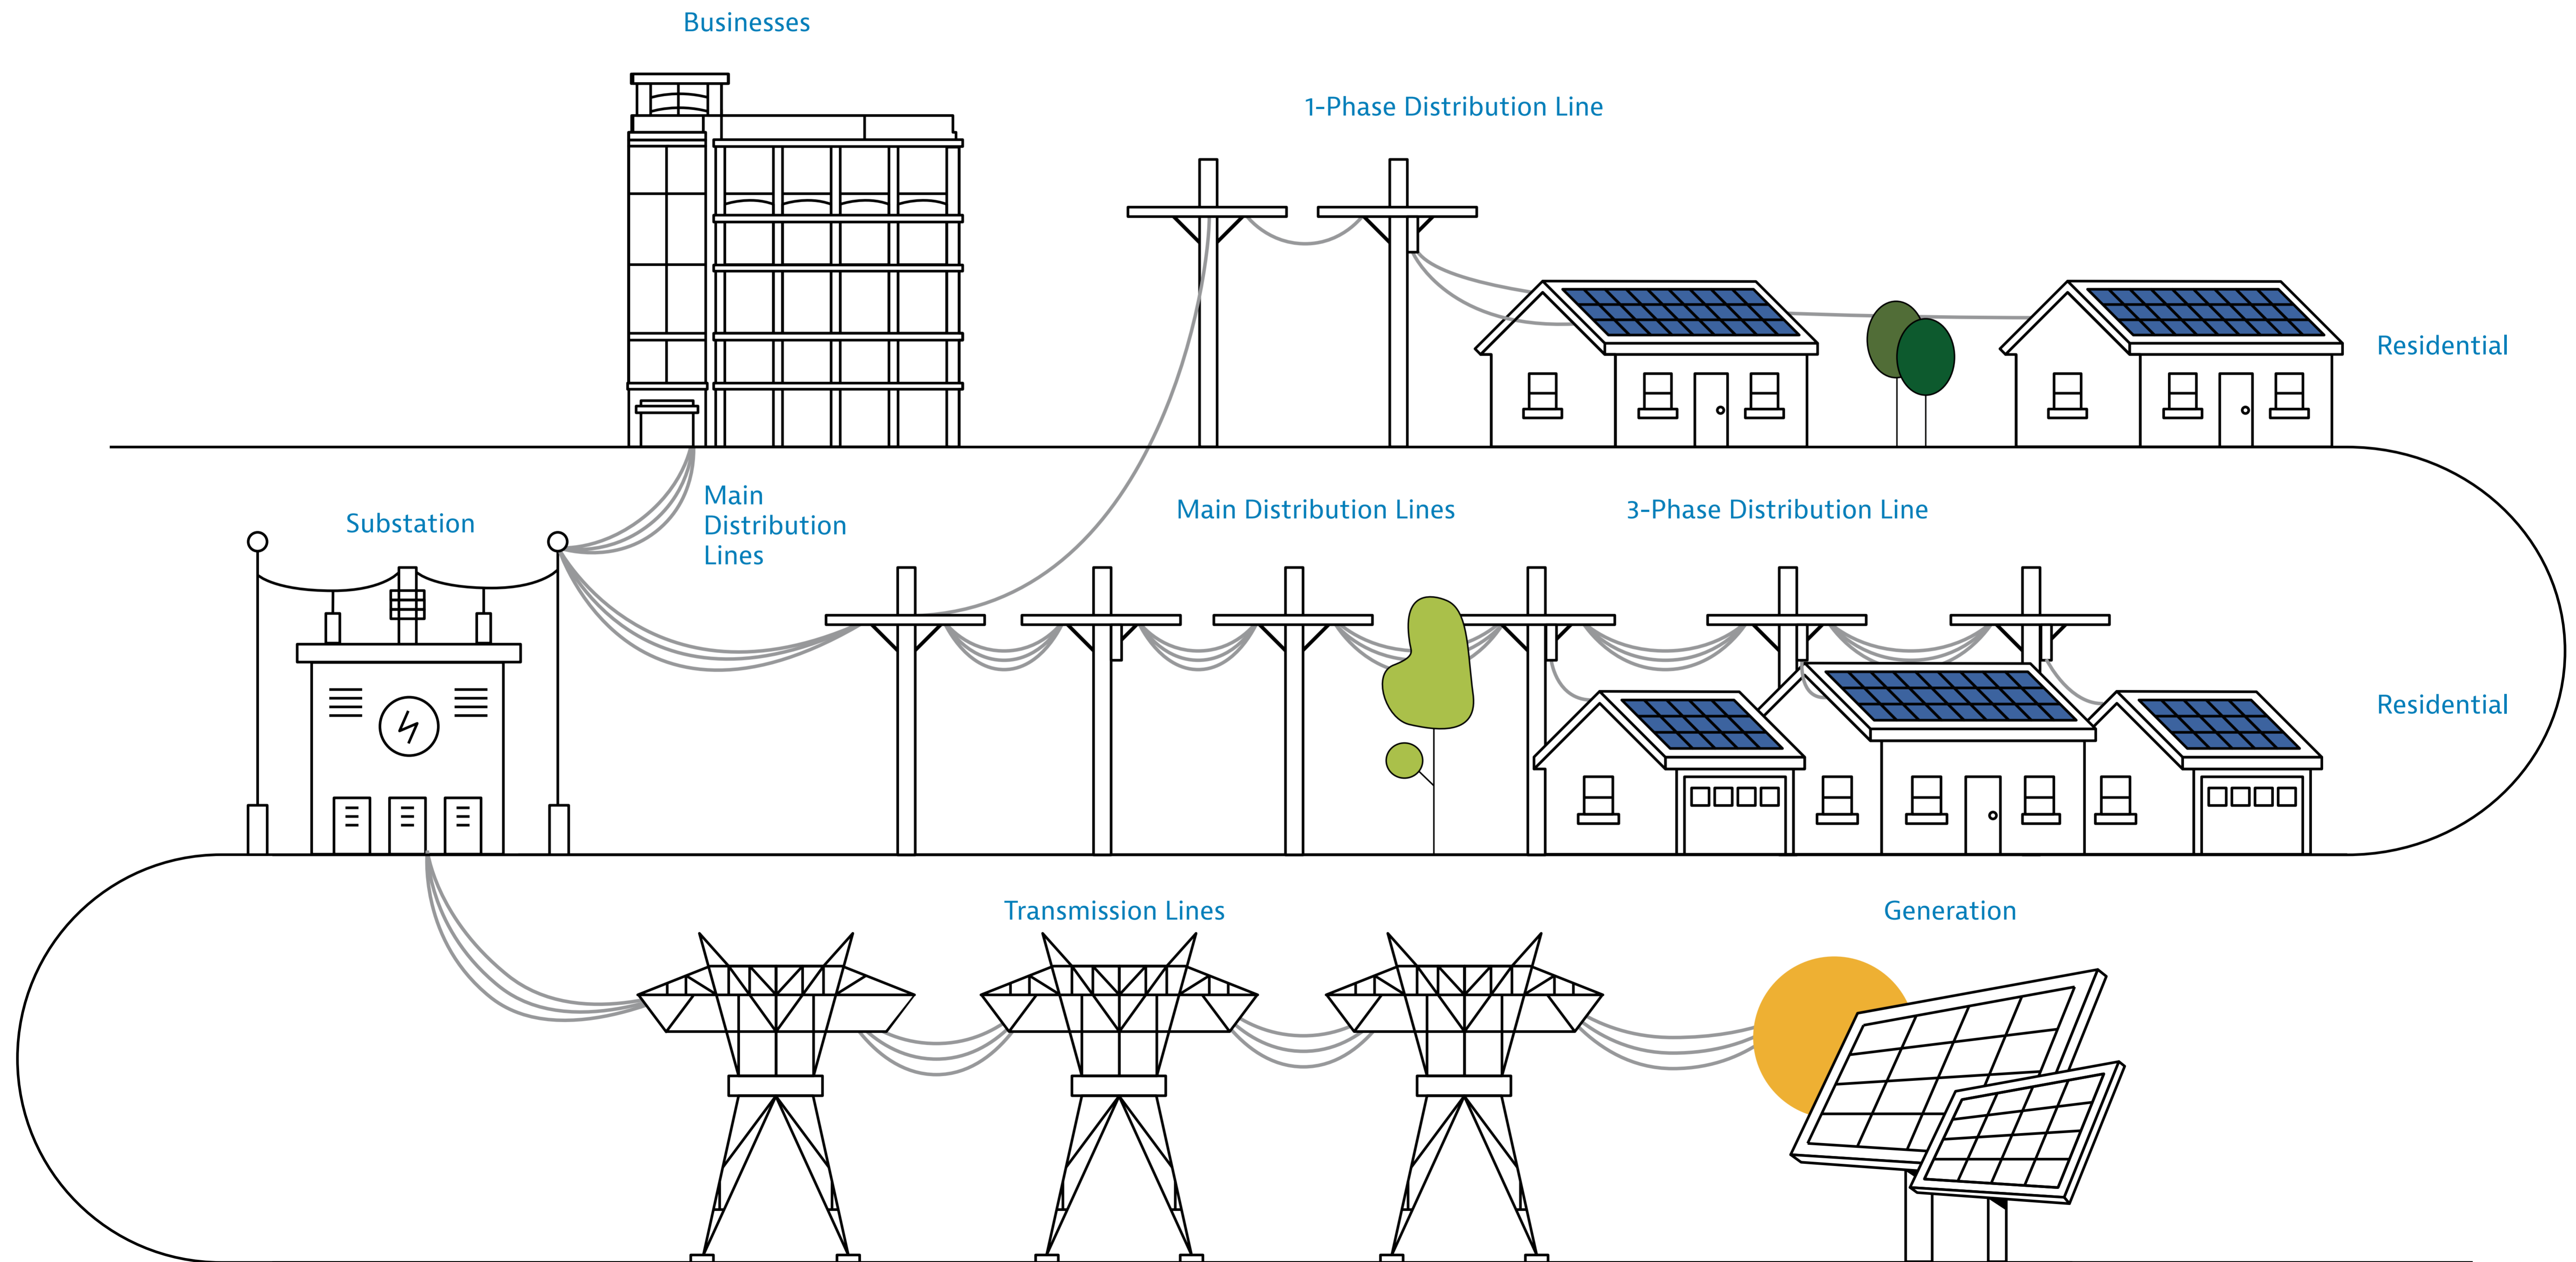 Businesses
1-Phase Distribution Line
Residential
Substation
Main
Distribution
Lines
Main Distribution Lines
3-Phase Distribution Line
Residential
Transmission Lines
Generation